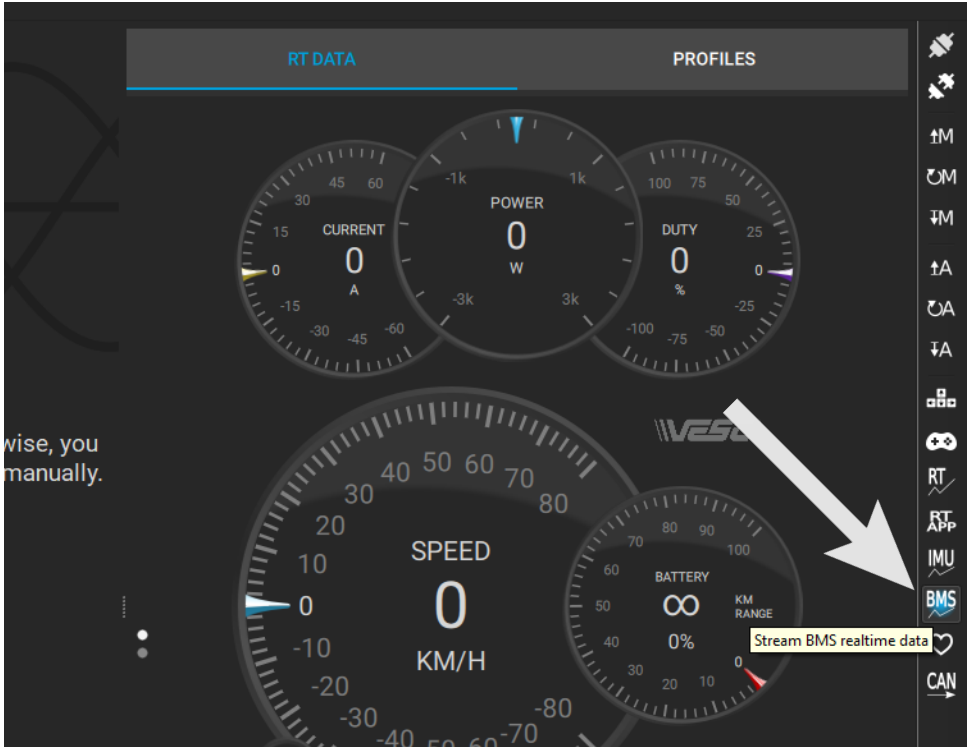 wise, you
manually.
RT DATA
PROFILES
-60
-45
-30
-15
0
15
30
45
60
CURRENT
0
A
-3k
-1k
1k
3k
POWER
0
W
-100
-75
-50
-25
0
25
50
75
100
DUTY
0
%
-40
-30
-20
-10
0
10
20
30
40
50
60
70
80
-80
-70
-60
SPEED
0
KM/H
VESC
0
10
20
30
40
50
60
70
80
90
100
BATTERY
∞
KM
RANGE
0%
M
M
M
A
A
A
RT
RT
APP
IMU
BMS
Stream BMS realtime data
CAN